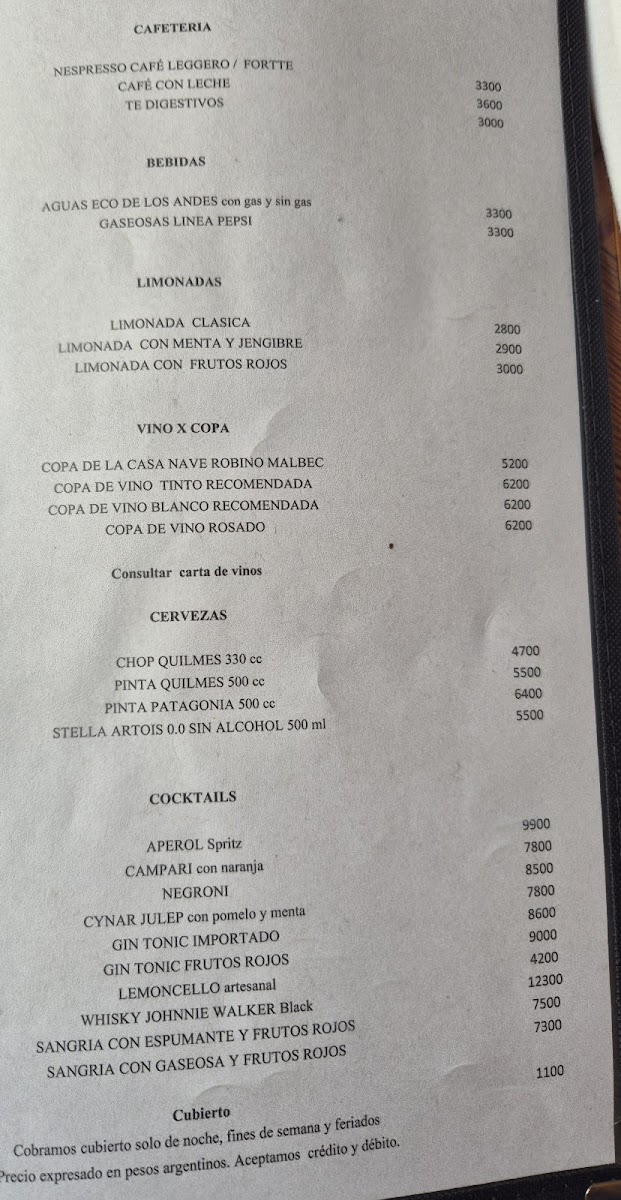 CAFETERIA
NESPRESSO CAFÉ LEGGERO / FORTTE 3300
CAFÉ CON LECHE 3600
TE DIGESTIVOS 3000
BEBIDAS
AGUAS ECO DE LOS ANDES con gas y sin gas 3300
GASEOSAS LINEA PEPSI 3300
LIMONADAS
LIMONADA CLASICA 2800
LIMONADA CON MENTA Y JENGIBRE 2900
LIMONADA CON FRUTOS ROJOS 3000
VINO X COPA
COPA DE LA CASA NAVE ROBINO MALBEC 5200
COPA DE VINO TINTO RECOMENDADA 6200
COPA DE VINO BLANCO RECOMENDADA 6200
COPA DE VINO ROSADO 6200
Consultar carta de vinos
CERVEZAS
CHOP QUILMES 330 cc 4700
PINTA QUILMES 500 cc 5500
PINTA PATAGONIA 500 cc 6400
STELLA ARTOIS 0.0 SIN ALCOHOL 500 ml 5500
COCKTAILS
APEROL Spritz 9900
CAMPARI con naranja 7800
NEGRONI 8500
CYNAR JULEP con pomelo y menta 7800
GIN TONIC IMPORTADO 8600
GIN TONIC FRUTOS ROJOS 9000
LEMONCELLO artesanal 4200
WHISKY JOHNNIE WALKER Black 12300
SANGRIA CON ESPUMANTE Y FRUTOS ROJOS 7500
SANGRIA CON GASEOSA Y FRUTOS ROJOS 7300
Cubierto 1100
Cobramos cubierto solo de noche, fines de semana y feriados
Precio expresado en pesos argentinos. Aceptamos crédito y débito.